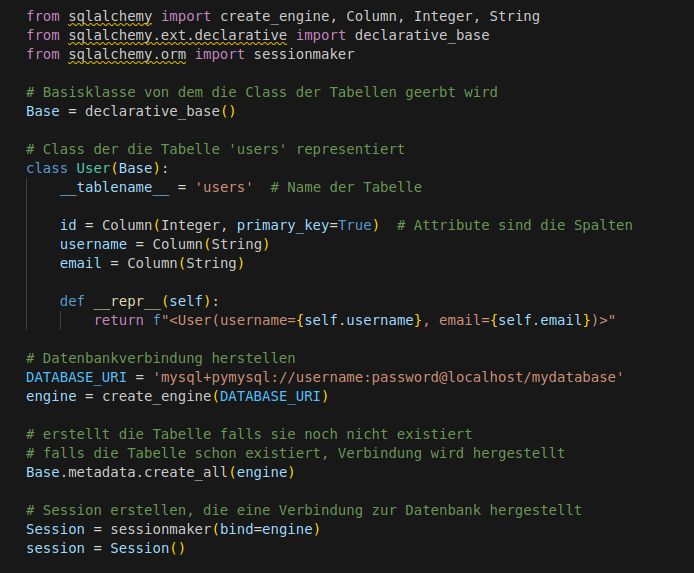 from sqlalchemy import create_engine, Column, Integer, String
from sqlalchemy.ext.declarative import declarative_base
from sqlalchemy.orm import sessionmaker
# Basisklasse von dem die Class der Tabellen geerbt wird
Base = declarative_base()
# Class der die Tabelle 'users' representiert
class User(Base):
    __tablename__ = 'users'  # Name der Tabelle
    id = Column(Integer, primary_key=True)  # Attribute sind die Spalten
    username = Column(String)
    email = Column(String)
    def __repr__(self):
        return f"<User(username={self.username}, email={self.email})>"
# Datenbankverbindung herstellen
DATABASE_URI = 'mysql+pymysql://username:password@localhost/mydatabase'
engine = create_engine(DATABASE_URI)
# erstellt die Tabelle falls sie noch nicht existiert
# falls die Tabelle schon existiert, Verbindung wird hergestellt
Base.metadata.create_all(engine)
# Session erstellen, die eine Verbindung zur Datenbank hergestellt
Session = sessionmaker(bind=engine)
session = Session()